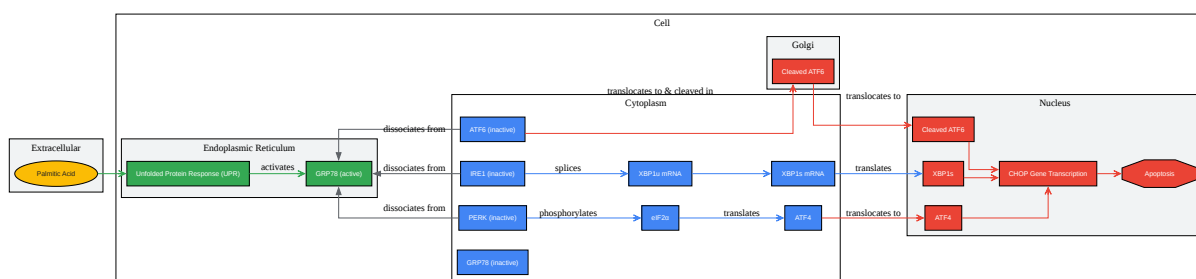 Cell
Golgi
Cleaved ATF6
translocates to & cleaved in
translocates to
Cytoplasm
Nucleus
dissociates from
ATF6 (inactive)
Cleaved ATF6
Extracellular
Endoplasmic Reticulum
Palmitic Acid
Unfolded Protein Response (UPR)
activates
GRP78 (active)
dissociates from
IRE1 (inactive)
splices
XBP1u mRNA
XBP1s mRNA
translates
XBP1s
CHOP Gene Transcription
Apoptosis
dissociates from
PERK (inactive)
phosphorylates
eIF2α
translates
ATF4
translocates to
ATF4
GRP78 (inactive)